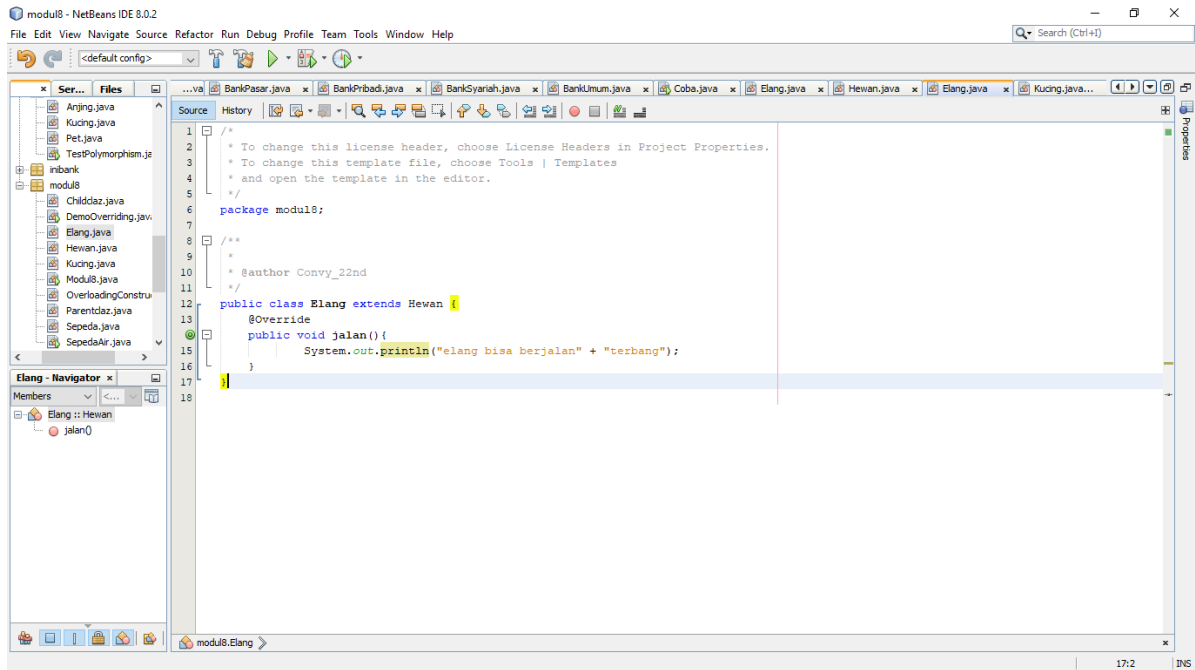 modul8 - NetBeans IDE 8.0.2
File Edit View Navigate Source Refactor Run Debug Profile Team Tools Window Help
Search (Ctrl+I)
<default config>
Ser... Files
...va BankPasar.java BankPribadi.java BankSyariah.java BankUmum.java Coba.java Elang.java Hewan.java Elang.java Kucing.java...
Source History
Anjing.java
Kucing.java
Pet.java
TestPolymorphism.ja
inibank
modul8
Childclaz.java
DemoOverriding.java
Elang.java
Hewan.java
Kucing.java
Modul8.java
OverloadingConstru
Parentclaz.java
Sepeda.java
SepedaAir.java
Elang - Navigator
Members <...
Elang :: Hewan
jalan()
1 /*
2 * To change this license header, choose License Headers in Project Properties.
3 * To change this template file, choose Tools | Templates
4 * and open the template in the editor.
5 */
6 package modul8;
7
8 /**
9 *
10 * @author Convy_22nd
11 */
12 public class Elang extends Hewan {
13 @Override
public void jalan(){
15 System.out.println("elang bisa berjalan" + "terbang");
16 }
17 }
18
Properties
modul8.Elang
17:2 INS